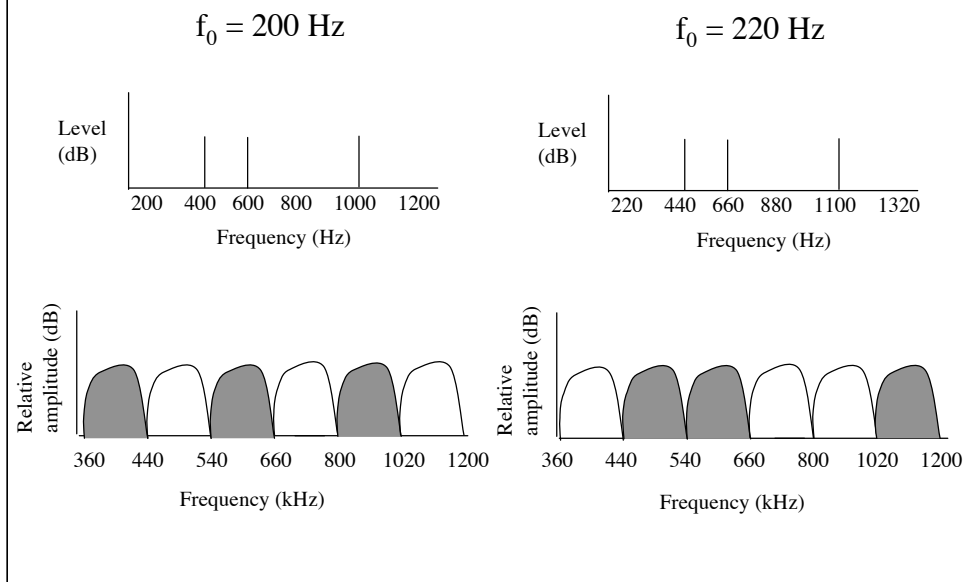 f₀ = 200 Hz
f₀ = 220 Hz
Level
(dB)
200 400 600 800 1000 1200
Frequency (Hz)
Level
(dB)
220 440 660 880 1100 1320
Frequency (Hz)
Relative
amplitude (dB)
360 440 540 660 800 1020 1200
Frequency (kHz)
Relative
amplitude (dB)
360 440 540 660 800 1020 1200
Frequency (kHz)